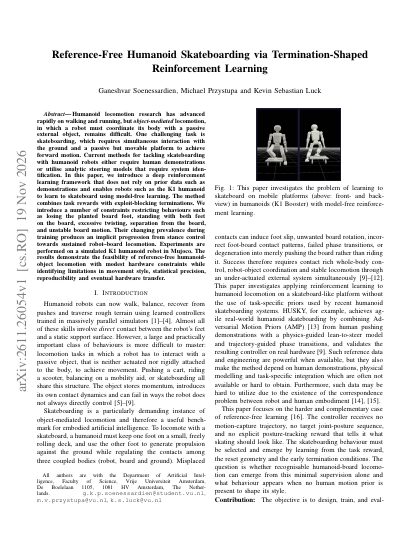 Reference-Free Humanoid Skateboarding via Termination-Shaped
Reinforcement Learning
Ganeshvar Soenessardien, Michael Przystupa and Kevin Sebastian Luck
Abstract—Humanoid locomotion research has advanced
rapidly on walking and running, but object-mediated locomotion,
in which a robot must coordinate its body with a passive
external object, remains difficult. One challenging task is
skateboarding, which requires simultaneous interaction with
the ground and a passive but movable platform to achieve
forward motion. Current methods for tackling skateboarding
with humanoid robots either require human demonstrations
or utilize analytic steering models that require system iden-
tification. In this paper, we introduce a deep reinforcement
learning framework that does not rely on prior data such as
demonstrations and enables robots such as the K1 humanoid
to learn to skateboard using model-free learning. The method
combines task rewards with exploit-blocking terminations. We
introduce a number of constraints restricting behaviours such
as losing the planted board foot, standing with both feet
on the board, excessive twisting, separation from the board,
and unstable board motion. Their changing prevalence during
training produces an implicit progression from stance control
towards sustained robot-board locomotion. Experiments are
performed on a simulated K1 humanoid robot in Mujoco. The
results demonstrate the feasibility of reference-free humanoid-
object locomotion with modest hardware constraints while
identifying limitations in movement style, statistical precision,
reproducibility and eventual hardware transfer.
I. INTRODUCTION
Humanoid robots can now walk, balance, recover from
pushes and traverse rough terrain using learned controllers
trained in massively parallel simulators [1]–[4]. Almost all
of these skills involve direct contact between the robot's feet
and a static support surface. However, a large and practically
important class of behaviours is more difficult to master:
locomotion tasks in which a robot has to interact with a
passive object, that is neither actuated nor rigidly attached
to the body, to achieve movement. Pushing a cart, riding
a scooter, balancing on a mobility aid, or skateboarding all
share this structure. The object stores momentum, introduces
its own contact dynamics and can fail in ways the robot does
not always directly control [5]–[9].
Skateboarding is a particularly demanding instance of
object-mediated locomotion and therefore a useful bench-
mark for embodied artificial intelligence. To locomote with a
skateboard, a humanoid must keep one foot on a small, freely
rolling deck, and use the other foot to generate propulsion
against the ground while regulating the contacts among
three coupled bodies (robot, board and ground). Misplaced
All authors are with the Department of Artificial Intel-
ligence, Faculty of Science, Vrije Universiteit Amsterdam,
De Boelelaan 1105, 1081 HV Amsterdam, The Nether-
lands. g.k.p.soenessardien@student.vu.nl,
m.v.przystupa@vu.nl, k.s.luck@vu.nl
Fig. 1: This paper investigates the problem of learning to
skateboard on mobile platforms (above: front- and back-
view) in humanoids (K1 Booster) with model-free reinforce-
ment learning.
contacts can induce foot slip, unwanted board rotation, incor-
rect foot-board contact patterns, failed phase transitions, or
degeneration into merely pushing the board rather than riding
it. Success therefore requires contact rich whole-body con-
trol, robot-object coordination and stable locomotion through
an under-actuated external system simultaneously [9]–[12].
This paper investigates applying reinforcement learning to
humanoid locomotion on a skateboard-like platform without
the use of task-specific priors used by recent humanoid
skateboarding systems. HUSKY, for example, achieves ag-
ile real-world humanoid skateboarding by combining Ad-
versarial Motion Priors (AMP) [13] from human pushing
demonstrations with a physics-guided lean-to-steer model
and trajectory-guided phase transitions, and validates the
resulting controller on real hardware [9]. Such reference data
and engineering are powerful when available, but they also
make the method depend on human demonstrations, physical
modelling and task-specific integration which are often not
available or hard to obtain. Furthermore, such data may be
hard to utilize due to the existence of the correspondence
problem between robot and human embodiment [14], [15].
This paper focuses on the harder and complementary case
of reference-free learning [16]. The controller receives no
motion-capture trajectory, no target joint-posture sequence,
and no explicit posture-tracking reward that tells it what
skating should look like. The skateboarding behavior must
be selected and emerge by learning from the task reward,
the reset geometry and the early termination conditions. The
question is whether recognisable humanoid-board locomo-
tion can emerge from this minimal supervision alone and
what behaviour appears when no human motion prior is
present to shape its style.
Contribution: The objective is to design, train, and eval-
arXiv:2611.26054v1 [cs.RO] 19 Nov 2026